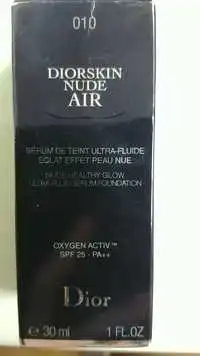 010
DIORSKIN
NUDE
AIR
SÉRUM DE TEINT ULTRA-FLUIDE
ÉCLAT EFFET PEAU NUE
NUDE HEALTHY GLOW
ULTRA-FLUID SERUM FOUNDATION
OXYGEN ACTIV™
SPF 25 - PA++
Dior
e 30 ml 1 FL.OZ